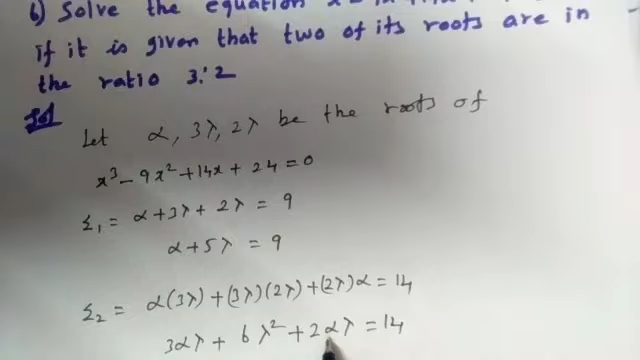 6) Solve the equation
if it is given that two of its roots are in
the ratio 3:2
Sol
Let α, 3λ, 2λ be the roots of
x³ - 9x² + 14x + 24 = 0
Σ₁ = α + 3λ + 2λ = 9
α + 5λ = 9
Σ₂ = α(3λ) + (3λ)(2λ) + (2λ)α = 14
3αλ + 6λ² + 2αλ = 14